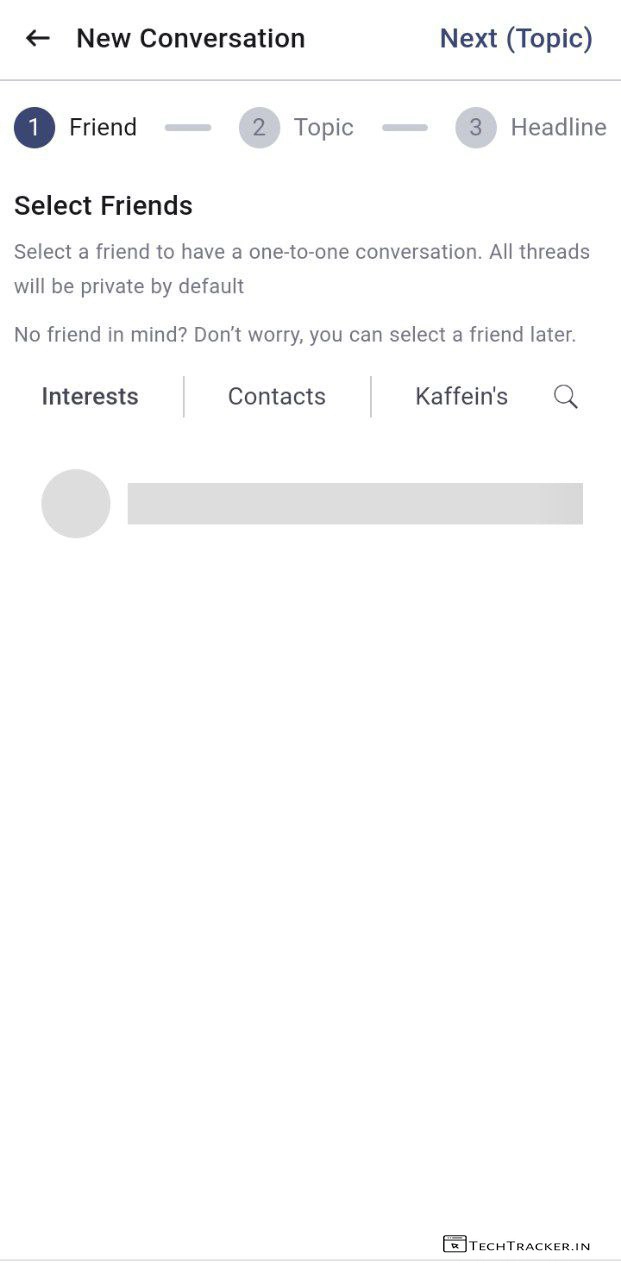 New Conversation
Next (Topic)
1 Friend
2 Topic
3 Headline
Select Friends
Select a friend to have a one-to-one conversation. All threads
will be private by default
No friend in mind? Don’t worry, you can select a friend later.
Interests
Contacts
Kaffein's
TECHTRACKER.IN